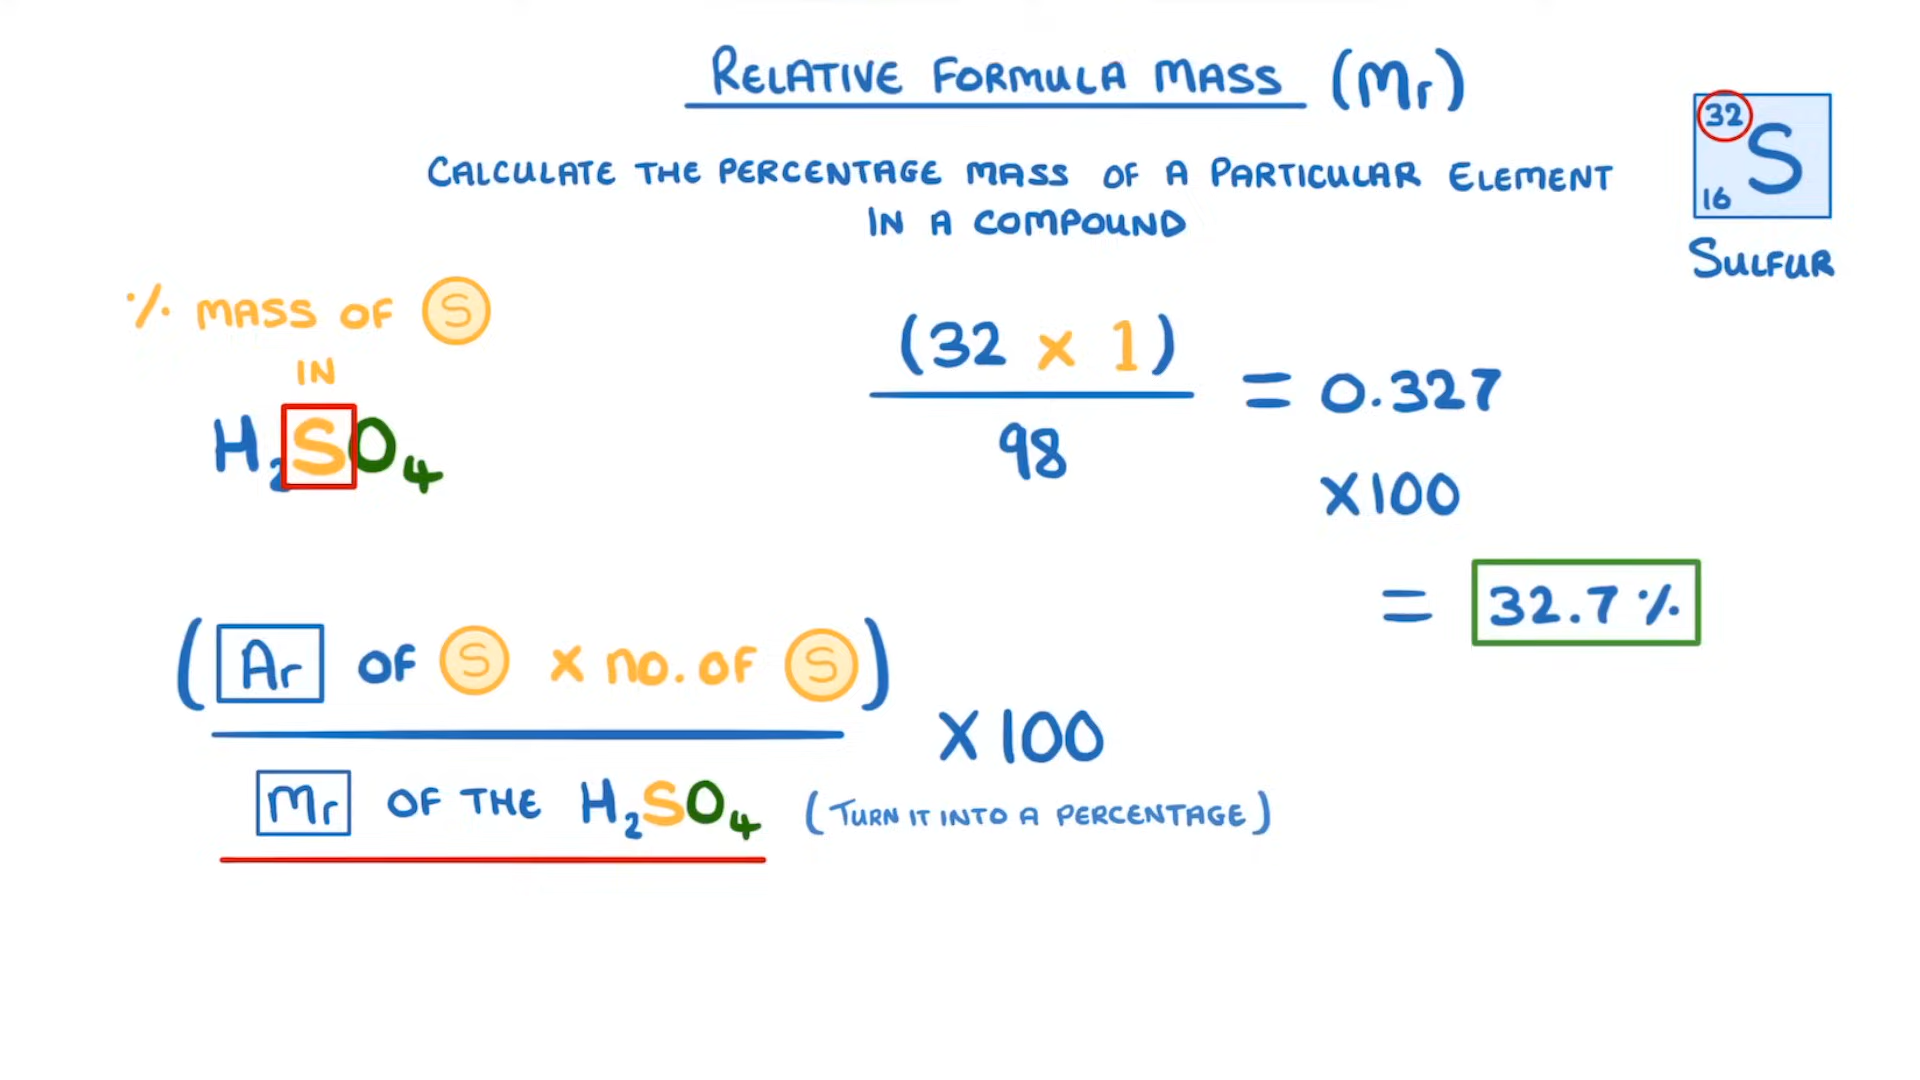 RELATIVE FORMULA MASS (Mr)
CALCULATE THE PERCENTAGE MASS OF A PARTICULAR ELEMENT
IN A COMPOUND
32
S
16
SULFUR
% MASS OF S
IN
H₂SO₄
(32 x 1)
98
= 0.327
x100
= 32.7 %
(Ar OF S x no. OF S)
Mr OF THE H₂SO₄
x 100
(TURN IT INTO A PERCENTAGE)